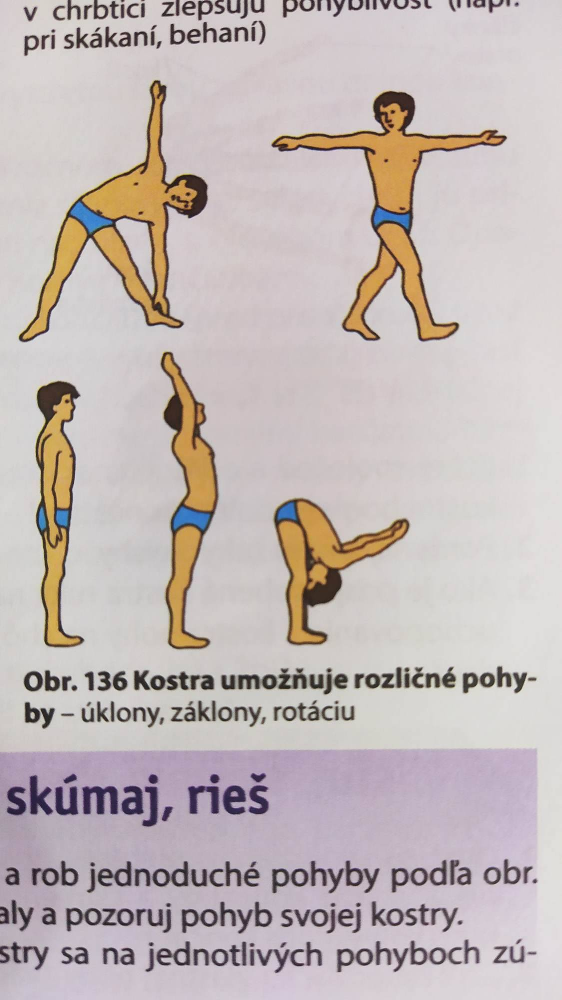 v chrbtici zlepšujú pohyblivosť (napr.
pri skákaní, behaní)
Obr. 136 Kostra umožňuje rozličné pohy-
by – úklony, záklony, rotáciu
skúmaj, rieš
a rob jednoduché pohyby podľa obr.
aly a pozoruj pohyb svojej kostry.
stry sa na jednotlivých pohyboch zú-